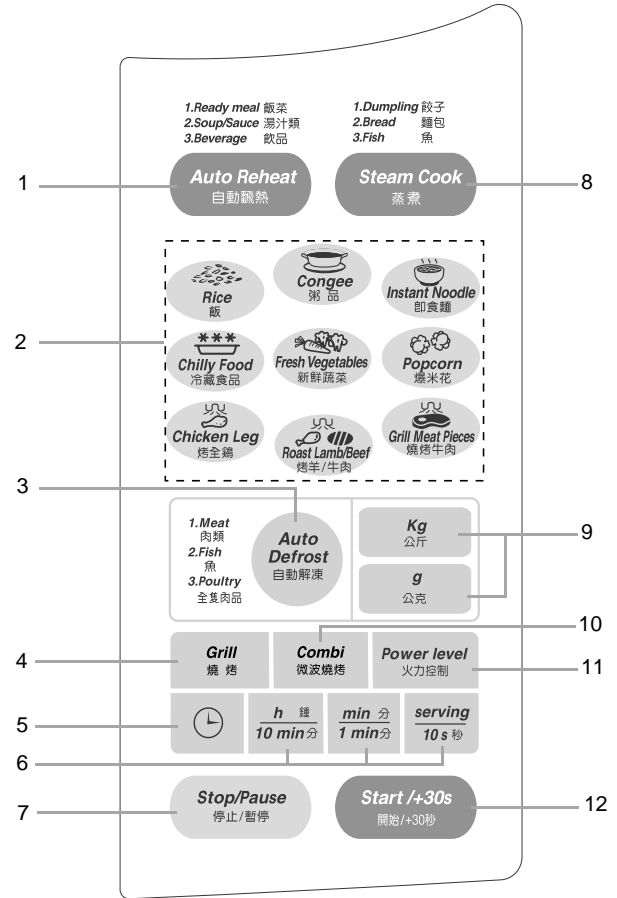 1.Ready meal 飯菜
2.Soup/Sauce 湯汁類
3.Beverage 飲品
1.Dumpling 餃子
2.Bread 麵包
3.Fish 魚
1
Auto Reheat
自動飜熱
Steam Cook
蒸煮
8
2
Rice
飯
Congee
粥 品
Instant Noodle
即食麵
Chilly Food
冷藏食品
Fresh Vegetables
新鮮蔬菜
Popcorn
爆米花
Chicken Leg
烤全鷄
Roast Lamb/Beef
烤羊/牛肉
Grill Meat Pieces
燒烤牛肉
3
1.Meat
肉類
2.Fish
魚
3.Poultry
全隻肉品
Auto
Defrost
自動解凍
Kg
公斤
g
公克
9
10
4
Grill
燒 烤
Combi
微波燒烤
Power level
火力控制
11
5
h 鍾
10 min 分
min 分
1 min 分
serving
10 s 秒
6
7
Stop/Pause
停止/暫停
Start /+30s
開始/+30秒
12